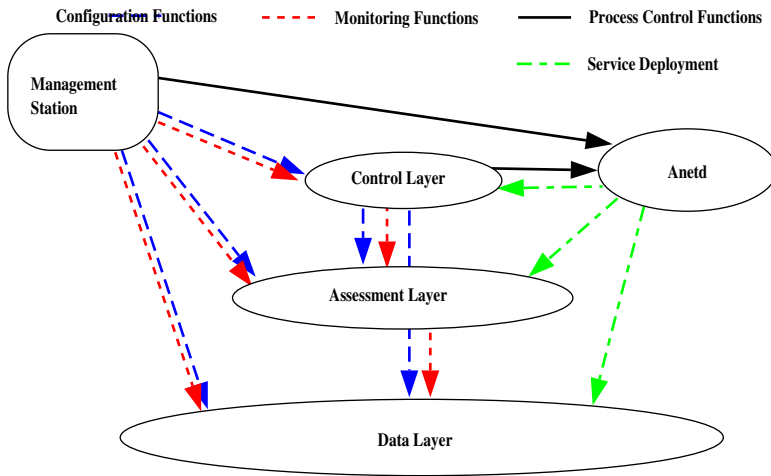 Configuration Functions
Monitoring Functions
Process Control Functions
Service Deployment
Management
Station
Control Layer
Anetd
Assessment Layer
Data Layer